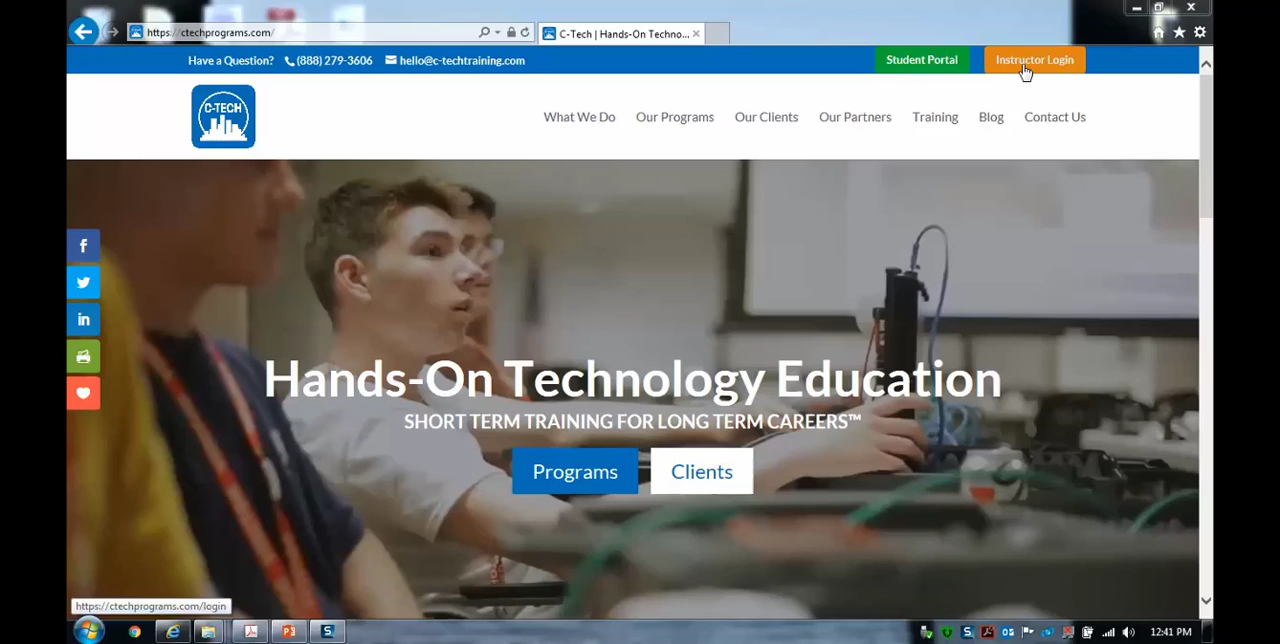 https://ctechprograms.com/
C-Tech | Hands-On Techno...
Have a Question? (888) 279-3606 hello@c-techtraining.com Student Portal Instructor Login
C-TECH
What We Do Our Programs Our Clients Our Partners Training Blog Contact Us
Hands-On Technology Education
SHORT TERM TRAINING FOR LONG TERM CAREERS™
Programs Clients
https://ctechprograms.com/login
12:41 PM